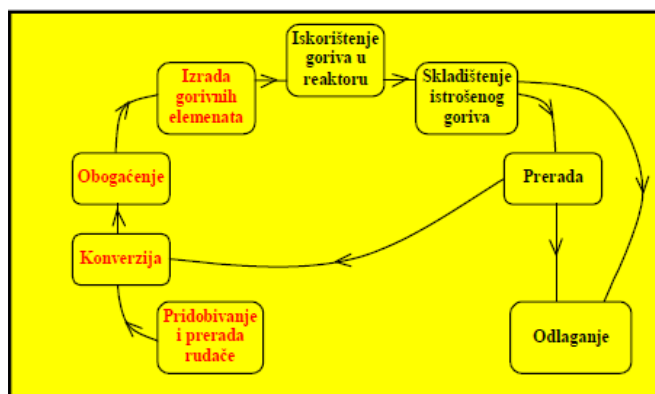 Iskorištenje
goriva u
reaktoru
Izrada
gorivnih
elemenata
Skladištenje
istrošenog
goriva
Obogaćenje
Prerada
Konverzija
Pridobivanje
i prerada
rudače
Odlaganje